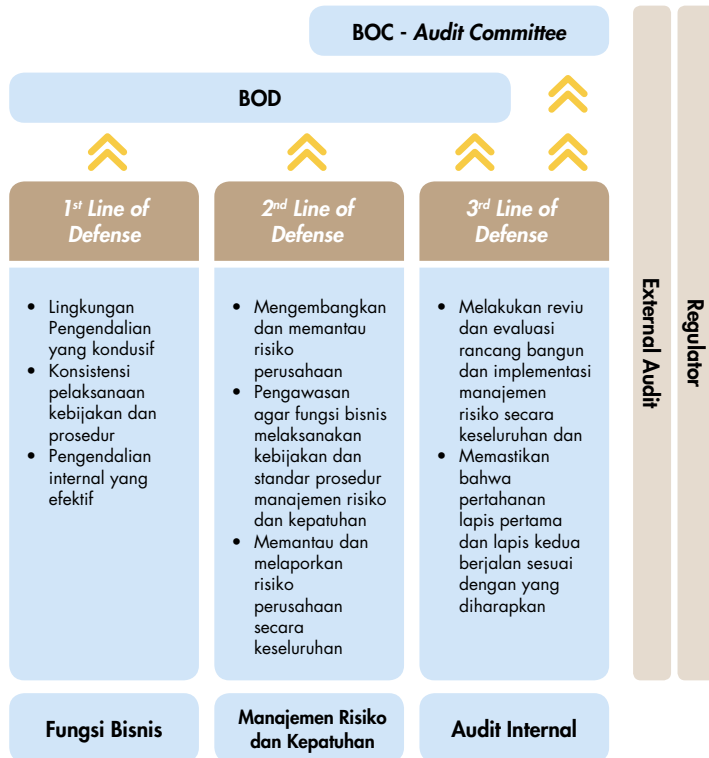 BOC - Audit Committee
BOD
1st Line of
Defense
2nd Line of
Defense
3rd Line of
Defense
• Lingkungan
Pengendalian
yang kondusif
• Konsistensi
pelaksanaan
kebijakan dan
prosedur
• Pengendalian
internal yang
efektif
• Mengembangkan
dan memantau
risiko
perusahaan
• Pengawasan
agar fungsi bisnis
melaksanakan
kebijakan dan
standar prosedur
manajemen risiko
dan kepatuhan
• Memantau dan
melaporkan
risiko
perusahaan
secara
keseluruhan
• Melakukan reviu
dan evaluasi
rancang bangun
dan implementasi
manajemen
risiko secara
keseluruhan dan
• Memastikan
bahwa
pertahanan
lapis pertama
dan lapis kedua
berjalan sesuai
dengan yang
diharapkan
Fungsi Bisnis
Manajemen Risiko
dan Kepatuhan
Audit Internal
External Audit
Regulator